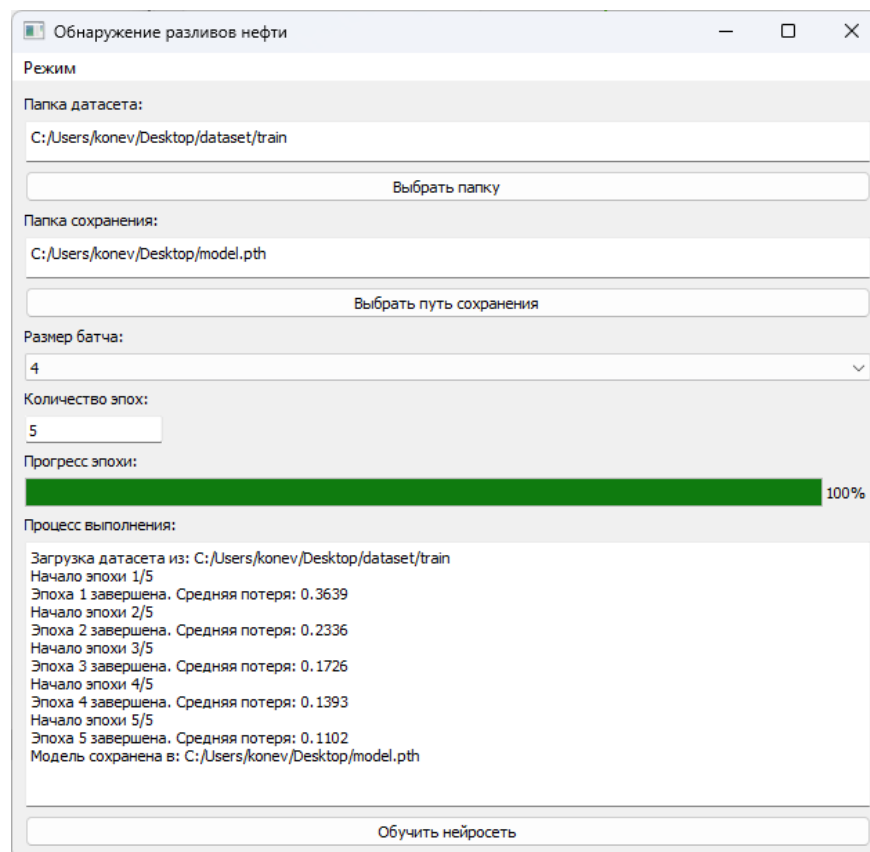 Обнаружение разливов нефти
Режим
Папка датасета:
C:/Users/konev/Desktop/dataset/train
Выбрать папку
Папка сохранения:
C:/Users/konev/Desktop/model.pth
Выбрать путь сохранения
Размер батча:
4
Количество эпох:
5
Прогресс эпохи:
100%
Процесс выполнения:
Загрузка датасета из: C:/Users/konev/Desktop/dataset/train
Начало эпохи 1/5
Эпоха 1 завершена. Средняя потеря: 0.3639
Начало эпохи 2/5
Эпоха 2 завершена. Средняя потеря: 0.2336
Начало эпохи 3/5
Эпоха 3 завершена. Средняя потеря: 0.1726
Начало эпохи 4/5
Эпоха 4 завершена. Средняя потеря: 0.1393
Начало эпохи 5/5
Эпоха 5 завершена. Средняя потеря: 0.1102
Модель сохранена в: C:/Users/konev/Desktop/model.pth
Обучить нейросеть